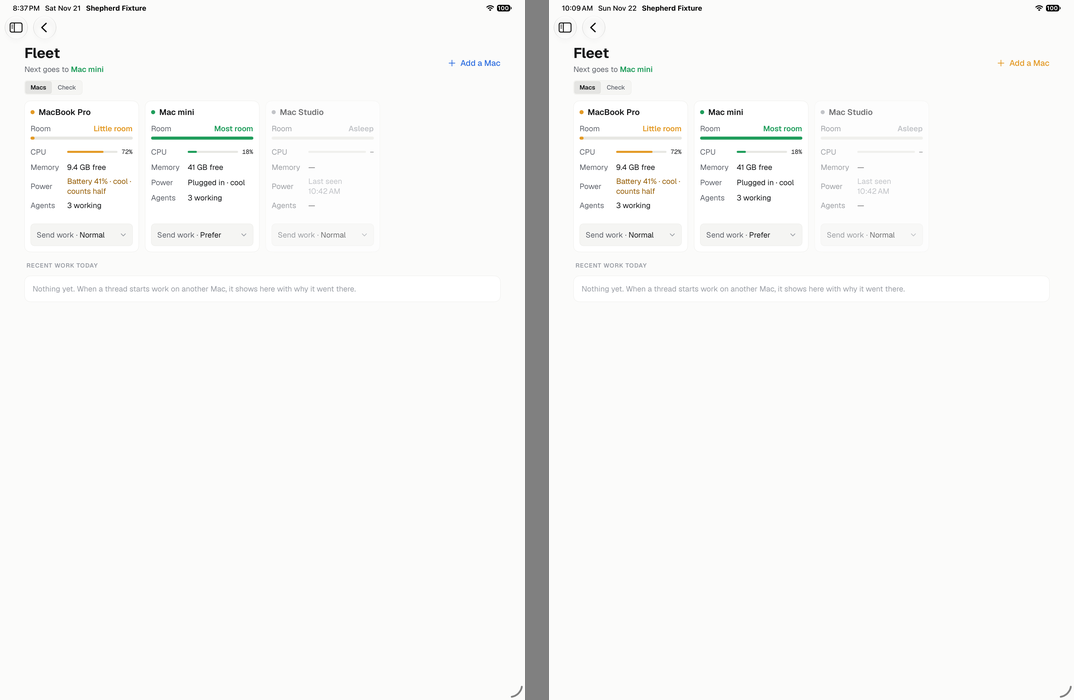 8:37 PM Sat Nov 21 Shepherd Fixture
100
Fleet
Next goes to Mac mini
+ Add a Mac
Macs Check
MacBook Pro
Room Little room
CPU 72%
Memory 9.4 GB free
Power Battery 41% · cool · counts half
Agents 3 working
Send work · Normal
Mac mini
Room Most room
CPU 18%
Memory 41 GB free
Power Plugged in · cool
Agents 3 working
Send work · Prefer
Mac Studio
Room Asleep
CPU –
Memory —
Power Last seen 10:42 AM
Agents —
Send work · Normal
RECENT WORK TODAY
Nothing yet. When a thread starts work on another Mac, it shows here with why it went there.
10:09 AM Sun Nov 22 Shepherd Fixture
100
Fleet
Next goes to Mac mini
+ Add a Mac
Macs Check
MacBook Pro
Room Little room
CPU 72%
Memory 9.4 GB free
Power Battery 41% · cool · counts half
Agents 3 working
Send work · Normal
Mac mini
Room Most room
CPU 18%
Memory 41 GB free
Power Plugged in · cool
Agents 3 working
Send work · Prefer
Mac Studio
Room Asleep
CPU –
Memory —
Power Last seen 10:42 AM
Agents —
Send work · Normal
RECENT WORK TODAY
Nothing yet. When a thread starts work on another Mac, it shows here with why it went there.